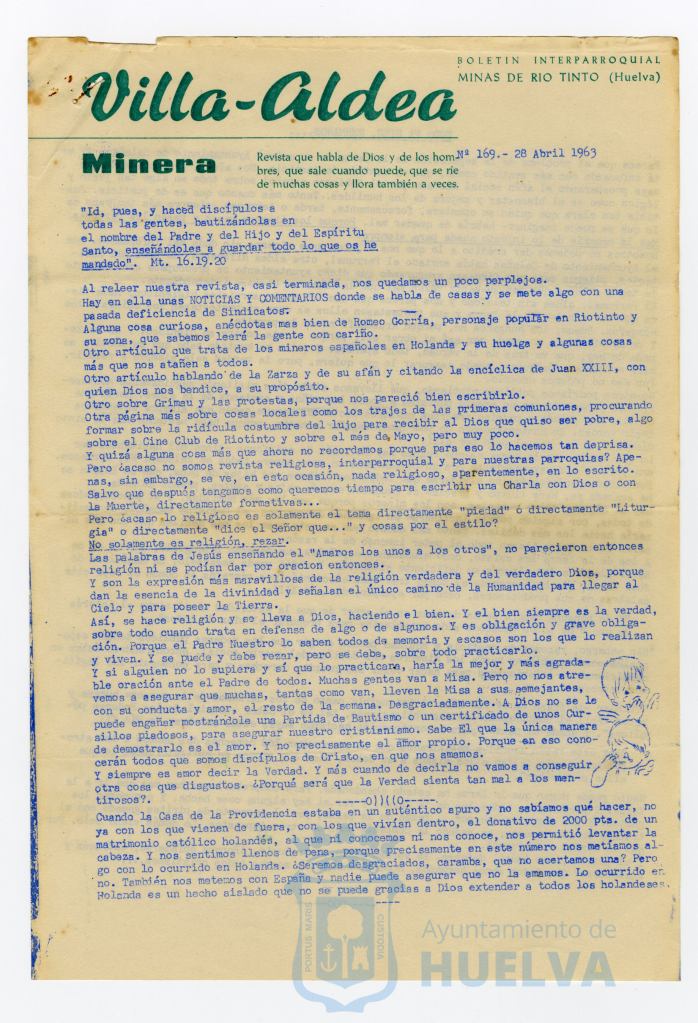 BOLETIN INTERPARROQUIAL
MINAS DE RIO TINTO (Huelva)
Villa-Aldea
Minera
Revista que habla de Dios y de los hom-
bres, que sale cuando puede, que se ríe
de muchas cosas y llora también a veces.
Nº 169.- 28 Abril 1963
"Id, pues, y haced discípulos a
todas las gentes, bautizándolas en
el nombre del Padre y del Hijo y del Espíritu
Santo, enseñándoles a guardar todo lo que os he
mandado". Mt. 16.19.20
Al releer nuestra revista, casi terminada, nos quedamos un poco perplejos.
Hay en ella unas NOTICIAS Y COMENTARIOS donde se habla de casas y se mete algo con una
pasada deficiencia de Sindicatos.
Alguna cosa curiosa, anécdotas mas bien de Romeo Gorría, personaje popular en Riotinto y
su zona, que sabemos leerá la gente con cariño.
Otro artículo que trata de los mineros españoles en Holanda y su huelga y algunas cosas
más que nos atañen a todos.
Otro artículo hablando de la Zarza y de su afán y citando la encíclica de Juan XXIII, con
quien Dios nos bendice, a su propósito.
Otro sobre Grimau y las protestas, porque nos pareció bien escribirlo.
Otra página más sobre cosas locales como los trajes de las primeras comuniones, procurando
formar sobre la ridícula costumbre del lujo para recibir al Dios que quiso ser pobre, algo
sobre el Cine Club de Riotinto y sobre el més de Mayo, pero muy poco.
Y quizá alguna cosa más que ahora no recordamos porque para eso lo hacemos tan deprisa.
Pero ¿acaso no somos revista religiosa, interparroquial y para nuestras parroquias? Ape-
nas, sin embargo, se ve, en esta ocasión, nada religioso, aparentemente, en lo escrito.
Salvo que después tengamos como queremos tiempo para escribir una Charla con Dios o con
la Muerte, directamente formativas...
Pero ¿acaso lo religioso es solamente el tema directamente "piedad" ó directamente "Litur-
gia" o directamente "dice el Señor que..." y cosas por el estilo?
No solamente es religión, rezar.
Las palabras de Jesús enseñando el "Amaros los unos a los otros", no parecieron entonces
religión ni se podían dar por oracion entonces.
Y son la expresión más maravillosa de la religión verdadera y del verdadero Dios, porque
dan la esencia de la divinidad y señalan el único camino de la Humanidad para llegar al
Cielo y para poseer la Tierra.
Así, se hace religión y se lleva a Dios, haciendo el bien. Y el bien siempre es la verdad,
sobre todo cuando trata en defensa de algo o de algunos. Y es obligación y grave obliga-
ción. Porque el Padre Nuestro lo saben todos de memoria y escasos son los que lo realizan
y viven. Y se puede y debe rezar, pero se debe, sobre todo practicarlo.
Y si alguien no lo supiera y sí que lo practicara, haría la mejor y más agrada-
ble oración ante el Padre de todos. Muchas gentes van a Misa. Pero no nos atre-
vemos a asegurar que muchas, tantas como van, lleven la Misa a sus semejantes,
con su conducta y amor, el resto de la semana. Desgraciadamente. A Dios no se le
puede engañar mostrándole una Partida de Bautismo o un certificado de unos Cur-
sillos piedosos, para asegurar nuestro cristianismo. Sabe El que la única manera
de demostrarlo es el amor. Y no precisamente el amor propio. Porque en eso cono-
cerán todos que somos discípulos de Cristo, en que nos amamos.
Y siempre es amor decir la Verdad. Y más cuando de decirla no vamos a conseguir
otra cosa que disgustos. ¿Porqué será que la Verdad sienta tan mal a los men-
tirosos?.
-----O))((O-----
Cuando la Casa de la Providencia estaba en un auténtico apuro y no sabíamos qué hacer, no
ya con los que vienen de fuera, con los que vivían dentro, el donativo de 2000 pts. de un
matrimonio católico holandés, al que ni conocemos ni nos conoce, nos permitió levantar la
cabeza. Y nos sentimos llenos de pena, porque precisamente en este número nos metíamos al-
go con lo ocurrido en Holanda. ¿Seremos desgraciados, caramba, que no acertamos una? Pero
no. También nos metemos con España y nadie puede asegurar que no la amamos. Lo ocurrido en
Holanda es un hecho aislado que no se puede gracias a Dios extender a todos los holandeses.
----
PORTUS MARIS
CUSTODIA
Ayuntamiento de
HUELVA